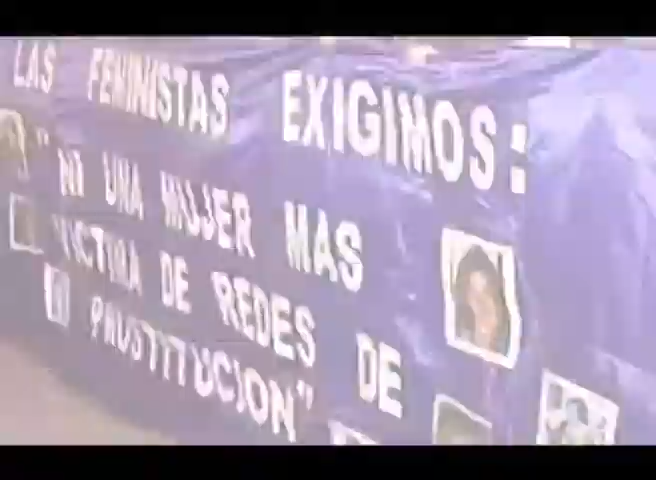 LAS FEMINISTAS EXIGIMOS:
"NI UNA MUJER MAS
VICTIMA DE REDES DE
PROSTITUCION"